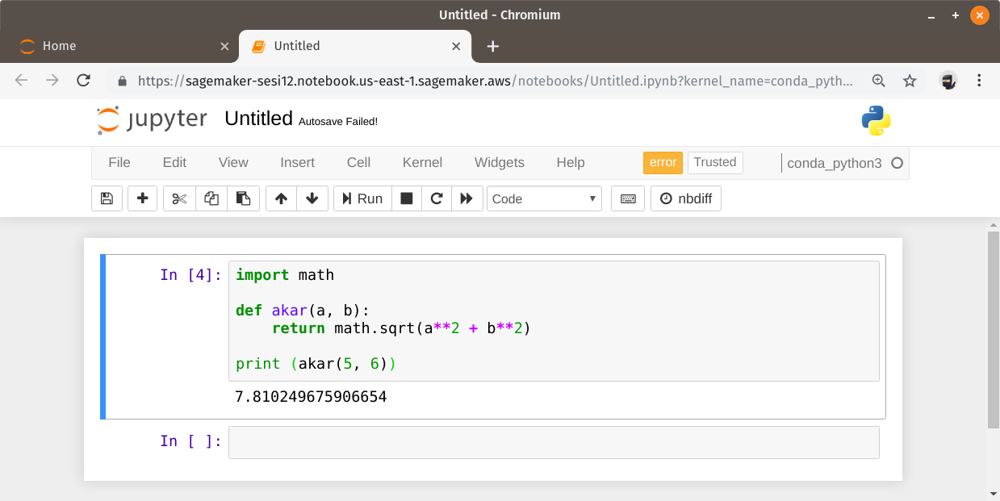 Untitled - Chromium
Home
Untitled
https://sagemaker-sesi12.notebook.us-east-1.sagemaker.aws/notebooks/Untitled.ipynb?kernel_name=conda_pyth...
jupyter Untitled Autosave Failed!
File Edit View Insert Cell Kernel Widgets Help error Trusted conda_python3
Run Code nbdiff
In [4]: import math
def akar(a, b):
    return math.sqrt(a**2 + b**2)
print (akar(5, 6))
7.810249675906654
In [ ]: